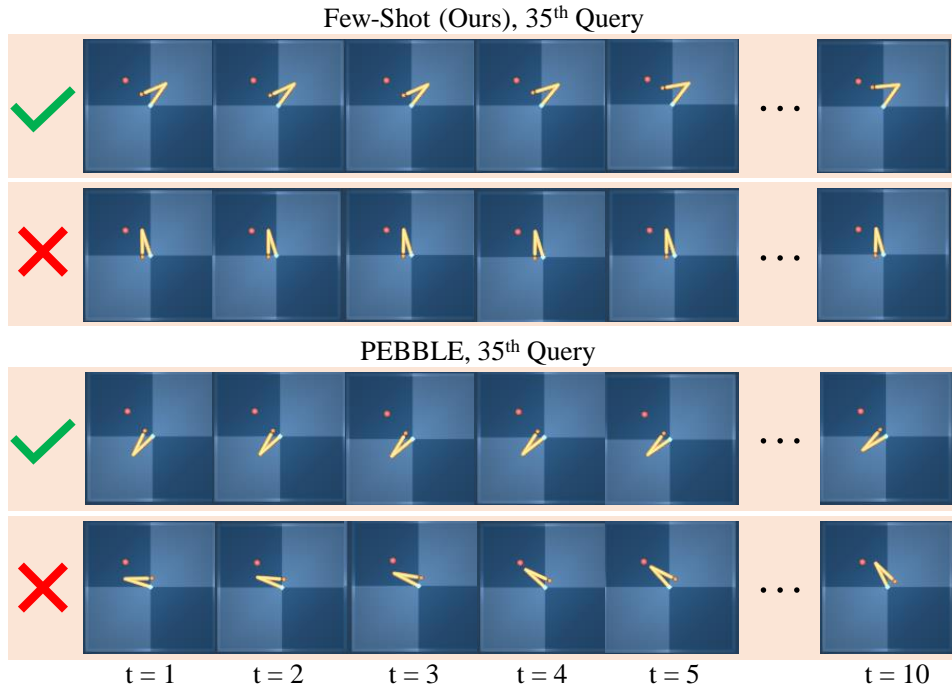 Few-Shot (Ours), 35th Query
...
...
PEBBLE, 35th Query
...
...
t = 1 t = 2 t = 3 t = 4 t = 5 t = 10